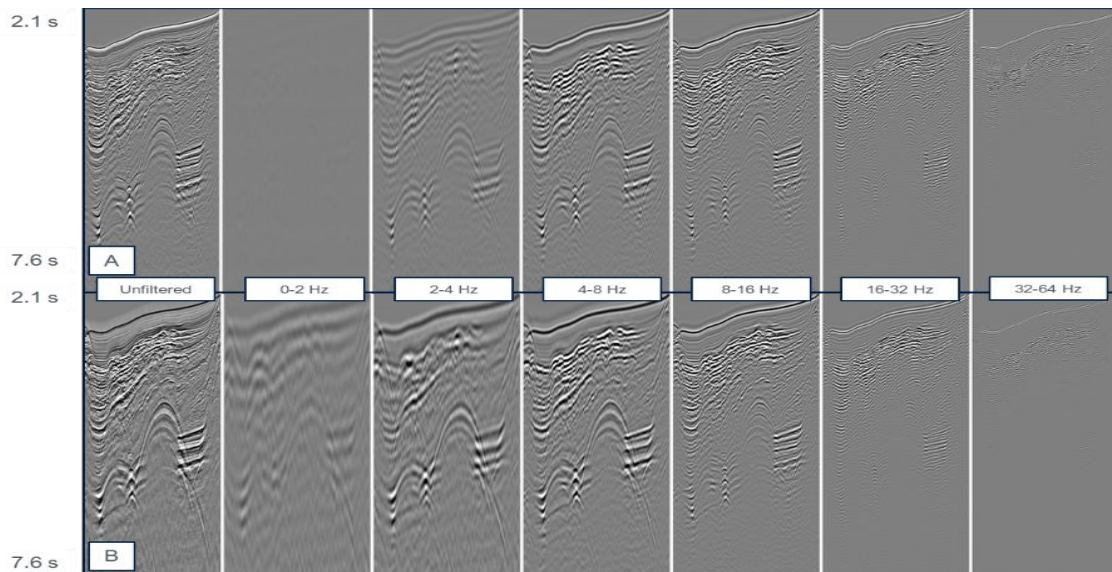 2.1 s
7.6 s
A
Unfiltered
0-2 Hz
2-4 Hz
4-8 Hz
8-16 Hz
16-32 Hz
32-64 Hz
2.1 s
7.6 s
B